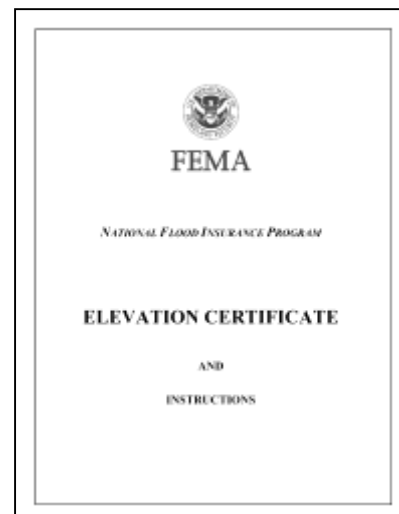 FEMA
NATIONAL FLOOD INSURANCE PROGRAM
ELEVATION CERTIFICATE
AND
INSTRUCTIONS